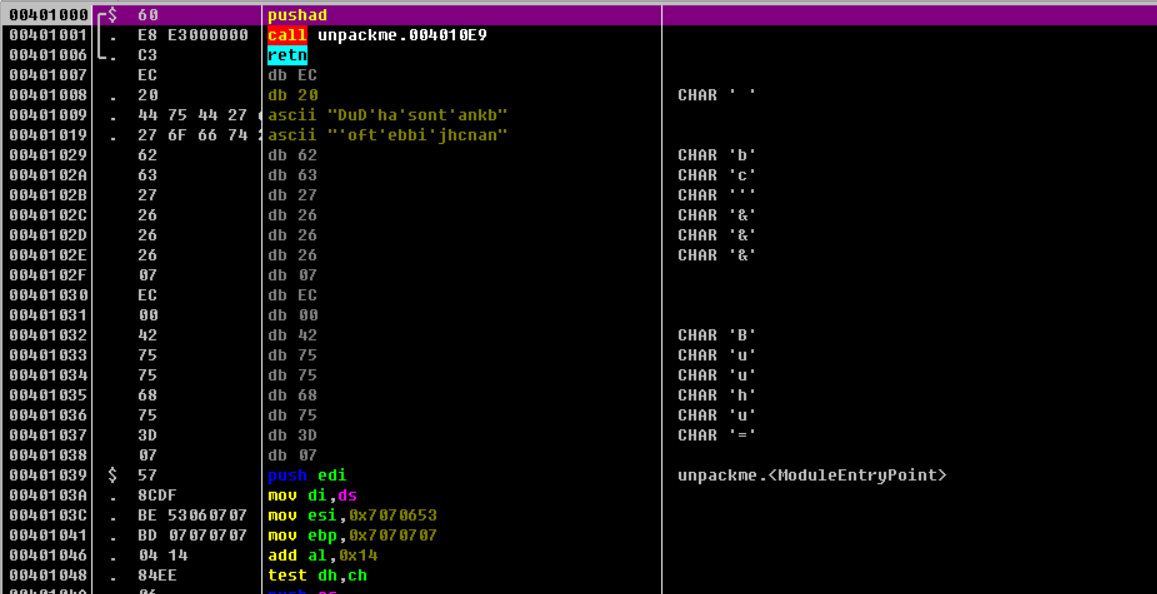 00401000 $ 60 pushad
00401001 . E8 E3000000 call unpackme.004010E9
00401006 . C3 retn
00401007 EC db EC
00401008 . 20 db 20 CHAR ' '
00401009 . 44 75 44 27 ascii "DuD'ha'sont'ankb"
00401019 . 27 6F 66 74 ascii "'oft'ebbi'jhcnan"
00401029 62 db 62 CHAR 'b'
0040102A 63 db 63 CHAR 'c'
0040102B 27 db 27 CHAR '''
0040102C 26 db 26 CHAR '&'
0040102D 26 db 26 CHAR '&'
0040102E 26 db 26 CHAR '&'
0040102F 07 db 07
00401030 EC db EC
00401031 00 db 00
00401032 42 db 42 CHAR 'B'
00401033 75 db 75 CHAR 'u'
00401034 75 db 75 CHAR 'u'
00401035 68 db 68 CHAR 'h'
00401036 75 db 75 CHAR 'u'
00401037 3D db 3D CHAR '='
00401038 07 db 07
00401039 $ 57 push edi unpackme.<ModuleEntryPoint>
0040103A . 8CDF mov di,ds
0040103C . BE 53060707 mov esi,0x7070653
00401041 . BD 07070707 mov ebp,0x7070707
00401046 . 04 14 add al,0x14
00401048 . 84EE test dh,ch